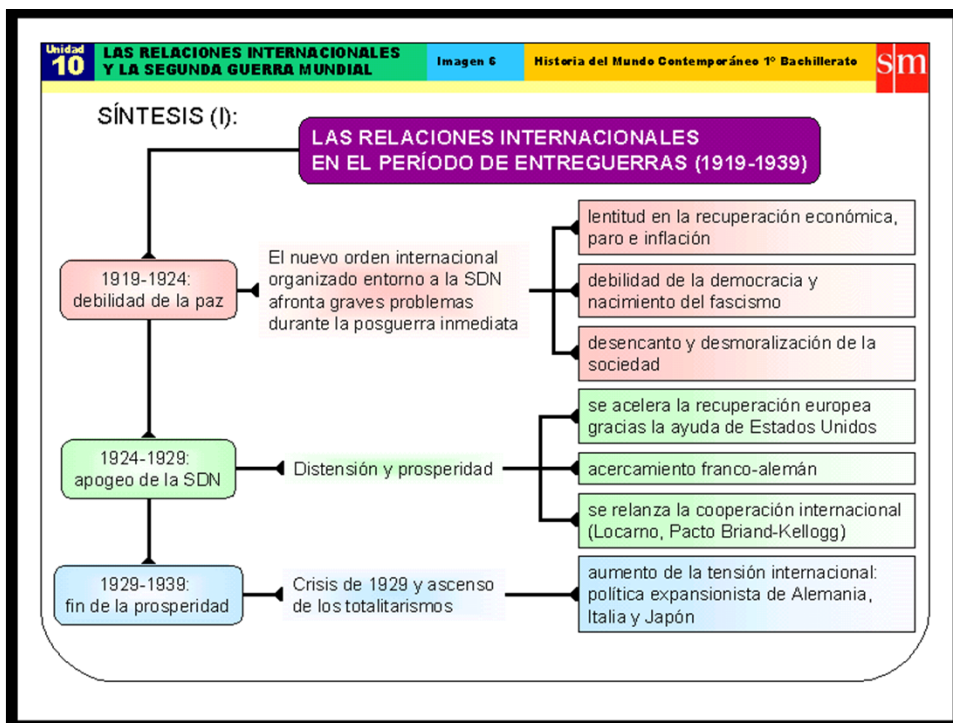 Unidad
10
LAS RELACIONES INTERNACIONALES
Y LA SEGUNDA GUERRA MUNDIAL
Imagen 6
Historia del Mundo Contemporáneo 1º Bachillerato
sm
SÍNTESIS (I):
LAS RELACIONES INTERNACIONALES
EN EL PERÍODO DE ENTREGUERRAS (1919-1939)
1919-1924:
debilidad de la paz
El nuevo orden internacional
organizado entorno a la SDN
afronta graves problemas
durante la posguerra inmediata
lentitud en la recuperación económica,
paro e inflación
debilidad de la democracia y
nacimiento del fascismo
desencanto y desmoralización de la
sociedad
1924-1929:
apogeo de la SDN
Distensión y prosperidad
se acelera la recuperación europea
gracias la ayuda de Estados Unidos
acercamiento franco-alemán
se relanza la cooperación internacional
(Locarno, Pacto Briand-Kellogg)
1929-1939:
fin de la prosperidad
Crisis de 1929 y ascenso
de los totalitarismos
aumento de la tensión internacional:
política expansionista de Alemania,
Italia y Japón